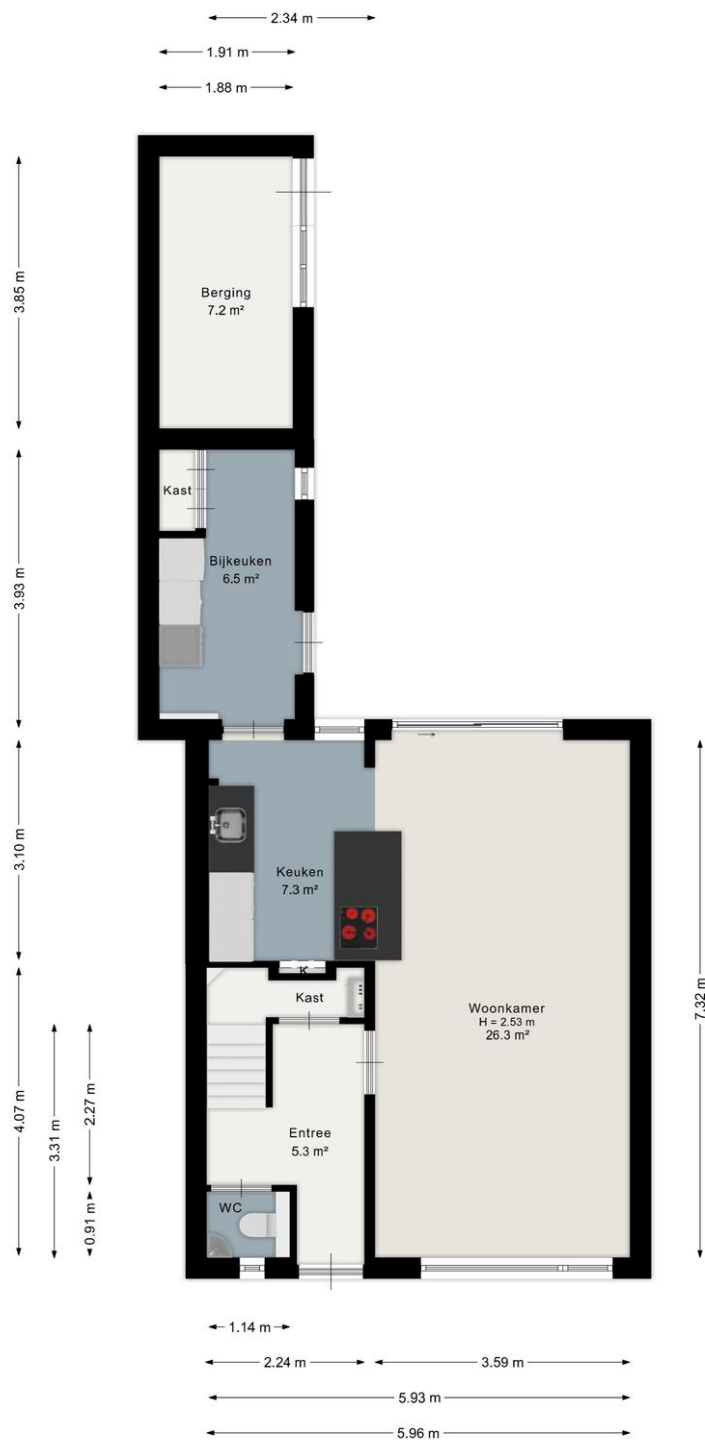 2.34 m
1.91 m
1.88 m
3.85 m
Berging
7.2 m²
3.93 m
Kast
Bijkeuken
6.5 m²
3.10 m
Keuken
7.3 m²
7.32 m
K
Kast
Woonkamer
H = 2.53 m
26.3 m²
4.07 m
3.31 m
2.27 m
Entree
5.3 m²
0.91 m
WC
1.14 m
2.24 m
3.59 m
5.93 m
5.96 m